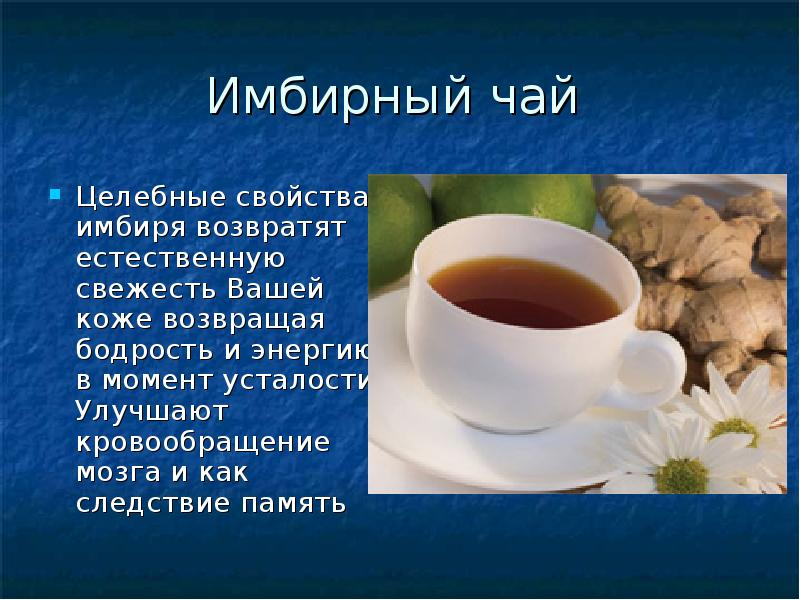 Имбирный чай
Целебные свойства
имбиря возвратят
естественную
свежесть Вашей
коже возвращая
бодрость и энергию
в момент усталости
Улучшают
кровообращение
мозга и как
следствие память